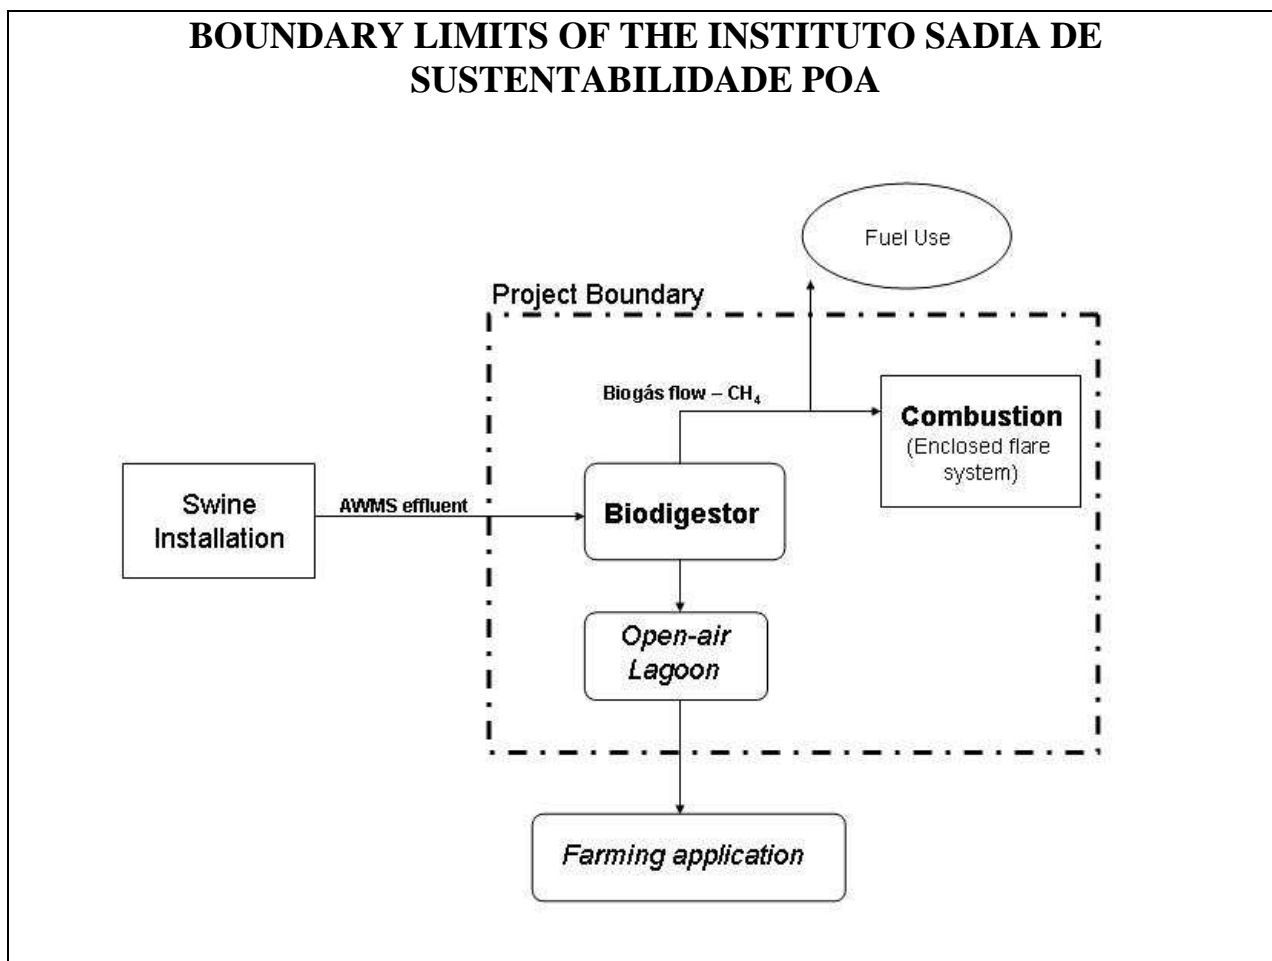 BOUNDARY LIMITS OF THE INSTITUTO SADIA DE
SUSTENTABILIDADE POA
Fuel Use
Project Boundary
Biogás flow – CH₄
Combustion
(Enclosed flare
system)
Swine
Installation
AWMS effluent
Biodigestor
Open-air
Lagoon
Farming application